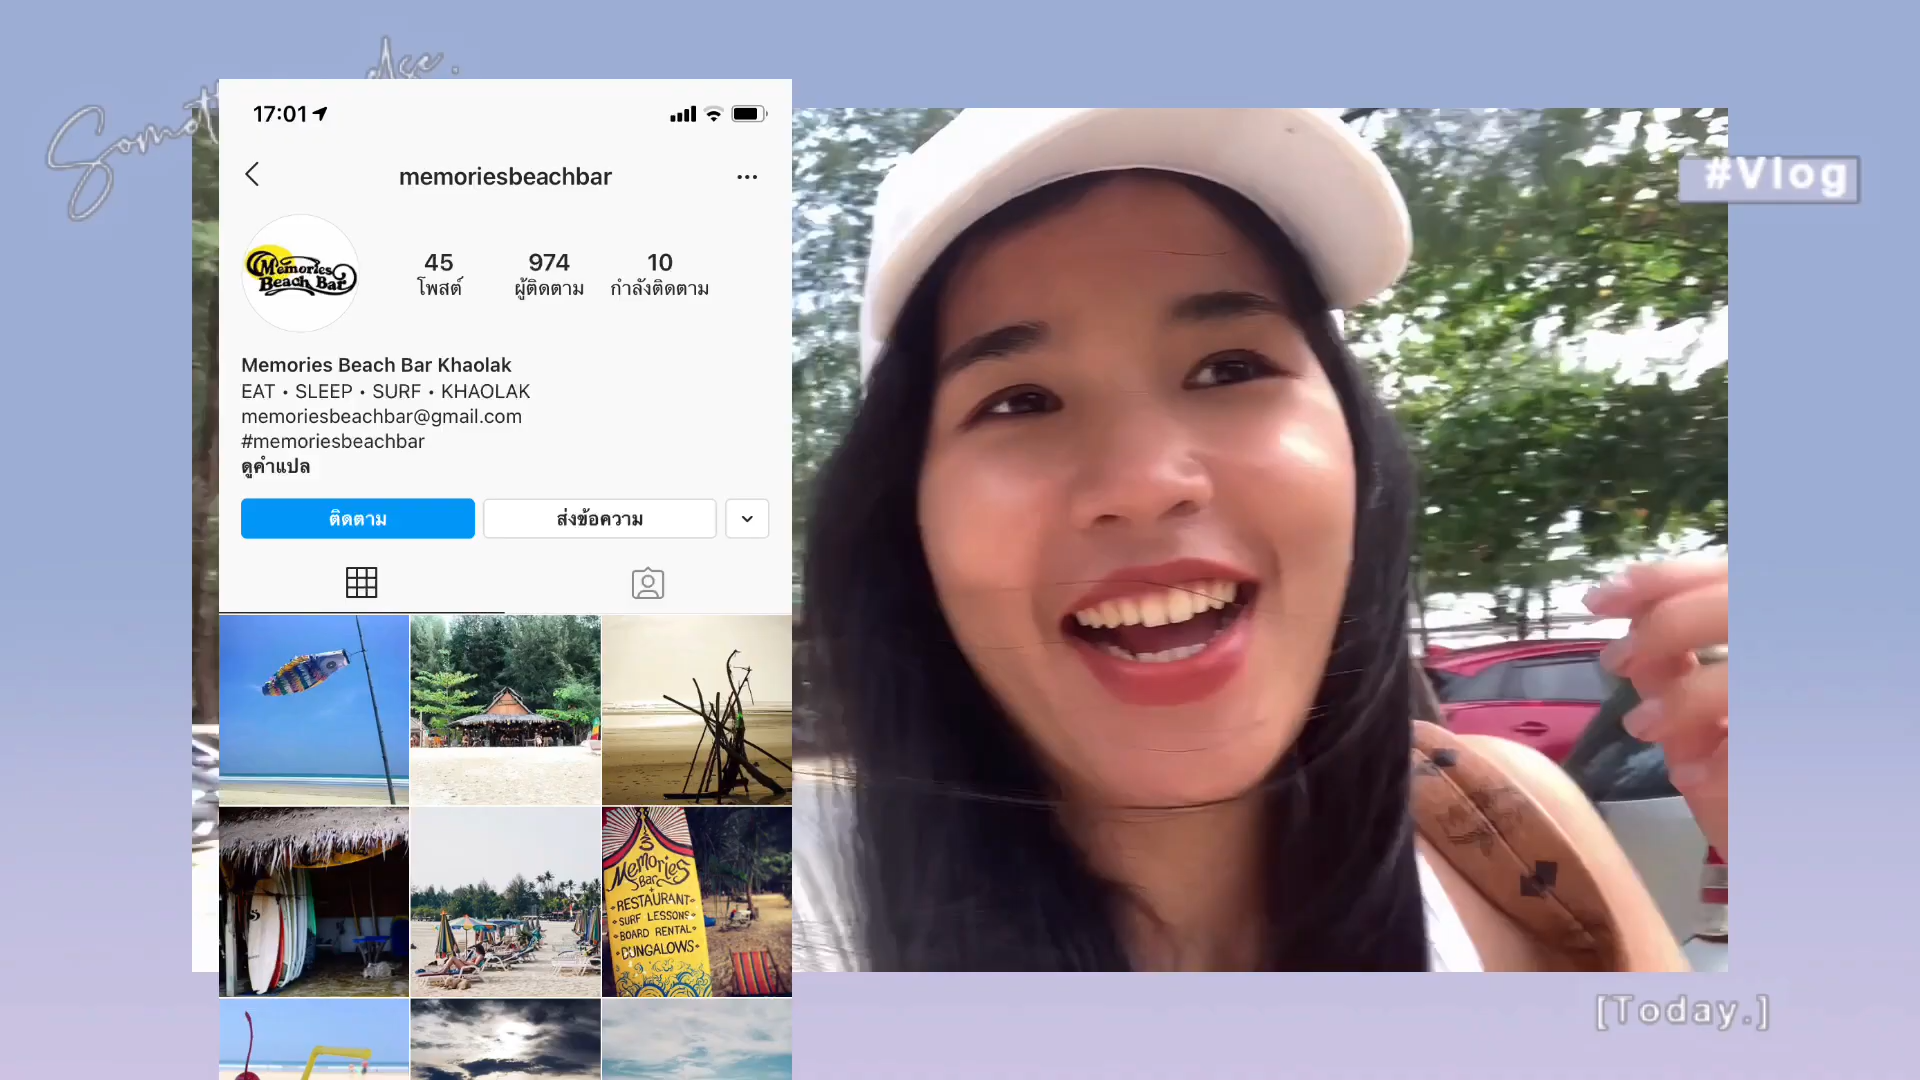 else.
17:01
memoriesbeachbar
Memories
Beach Bar
45
โพสต์
974
ผู้ติดตาม
10
กำลังติดตาม
Memories Beach Bar Khaolak
EAT • SLEEP • SURF • KHAOLAK
memoriesbeachbar@gmail.com
#memoriesbeachbar
ดูคำแปล
ติดตาม
ส่งข้อความ
Memories
Bar
RESTAURANT
SURF LESSONS
BOARD RENTAL
BUNGALOWS
#Vlog
[Today.]